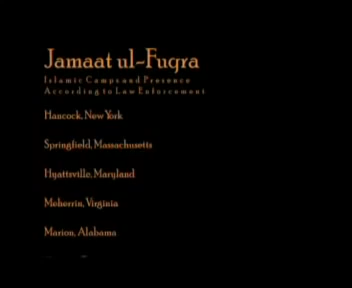 Jamaat ul-Fuqra
Islamic Camps and Presence
According to Law Enforcement
Hancock, New York
Springfield, Massachusetts
Hyattsville, Maryland
Meherrin, Virginia
Marion, Alabama